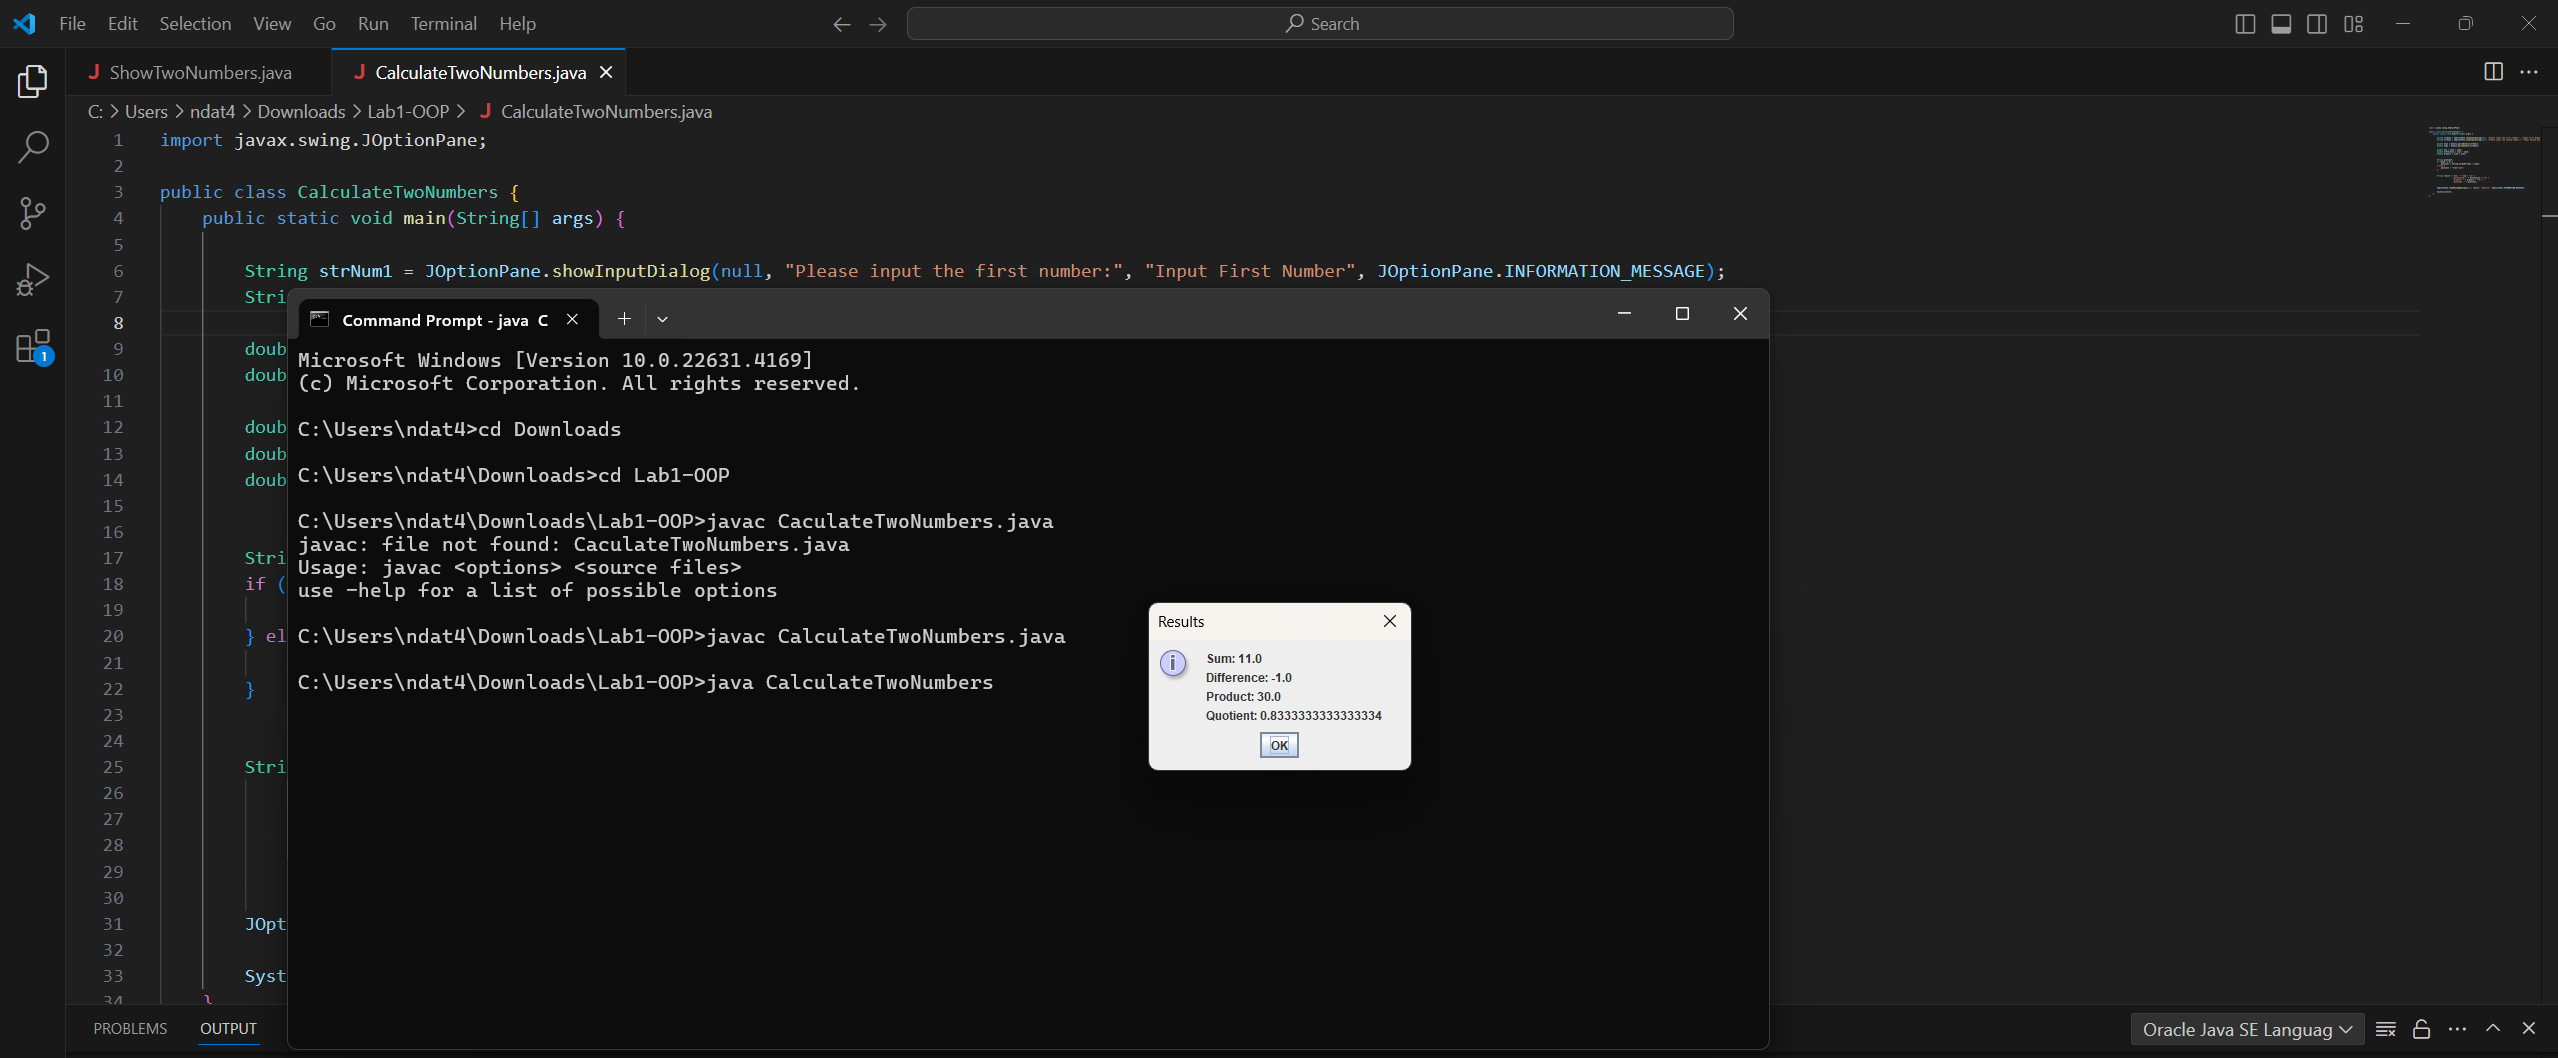 File Edit Selection View Go Run Terminal Help
Search
J ShowTwoNumbers.java
J CalculateTwoNumbers.java
C: > Users > ndat4 > Downloads > Lab1-OOP > J CalculateTwoNumbers.java
1 import javax.swing.JOptionPane;
2
3 public class CalculateTwoNumbers {
4 public static void main(String[] args) {
5
6 String strNum1 = JOptionPane.showInputDialog(null, "Please input the first number:", "Input First Number", JOptionPane.INFORMATION_MESSAGE);
7 Stri
8
9 doub
10 doub
11
12 doub
13 doub
14 doub
15
16
17 Stri
18 if (
19
20 } el
21
22 }
23
24
25 Stri
26
27
28
29
30
31 JOpt
32
33 Syst
34 }
1
Command Prompt - java C
Microsoft Windows [Version 10.0.22631.4169]
(c) Microsoft Corporation. All rights reserved.
C:\Users\ndat4>cd Downloads
C:\Users\ndat4\Downloads>cd Lab1-OOP
C:\Users\ndat4\Downloads\Lab1-OOP>javac CaculateTwoNumbers.java
javac: file not found: CaculateTwoNumbers.java
Usage: javac <options> <source files>
use -help for a list of possible options
C:\Users\ndat4\Downloads\Lab1-OOP>javac CalculateTwoNumbers.java
C:\Users\ndat4\Downloads\Lab1-OOP>java CalculateTwoNumbers
Results
Sum: 11.0
Difference: -1.0
Product: 30.0
Quotient: 0.8333333333333334
OK
PROBLEMS OUTPUT
Oracle Java SE Languag